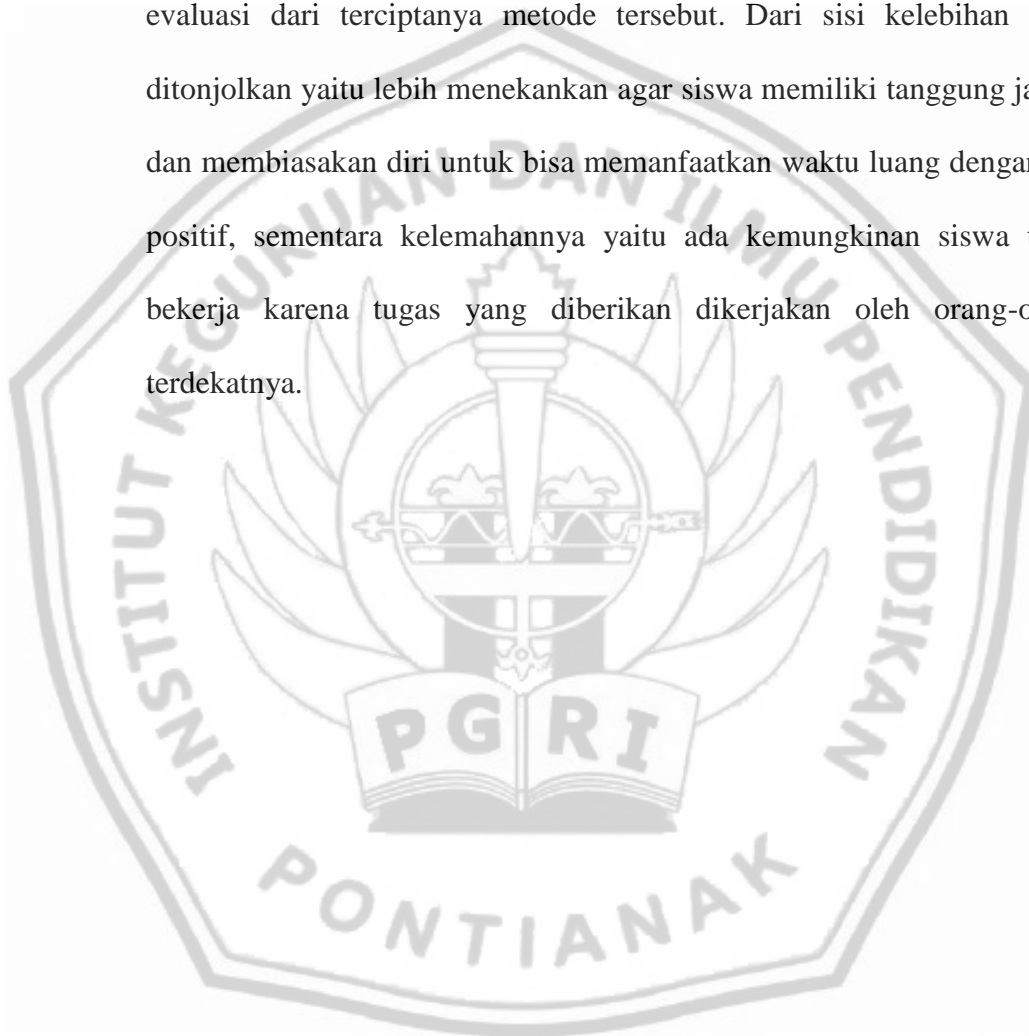 evaluasi dari terciptanya metode tersebut. Dari sisi kelebihan
ditonjolkan yaitu lebih menekankan agar siswa memiliki tanggung ja
dan membiasakan diri untuk bisa memanfaatkan waktu luang dengan
positif, sementara kelemahannya yaitu ada kemungkinan siswa
bekerja karena tugas yang diberikan dikerjakan oleh orang-o
terdekatnya.
INSTITUT KEGURUAN DAN ILMU PENDIDIKAN
PGRI
PONTIANAK